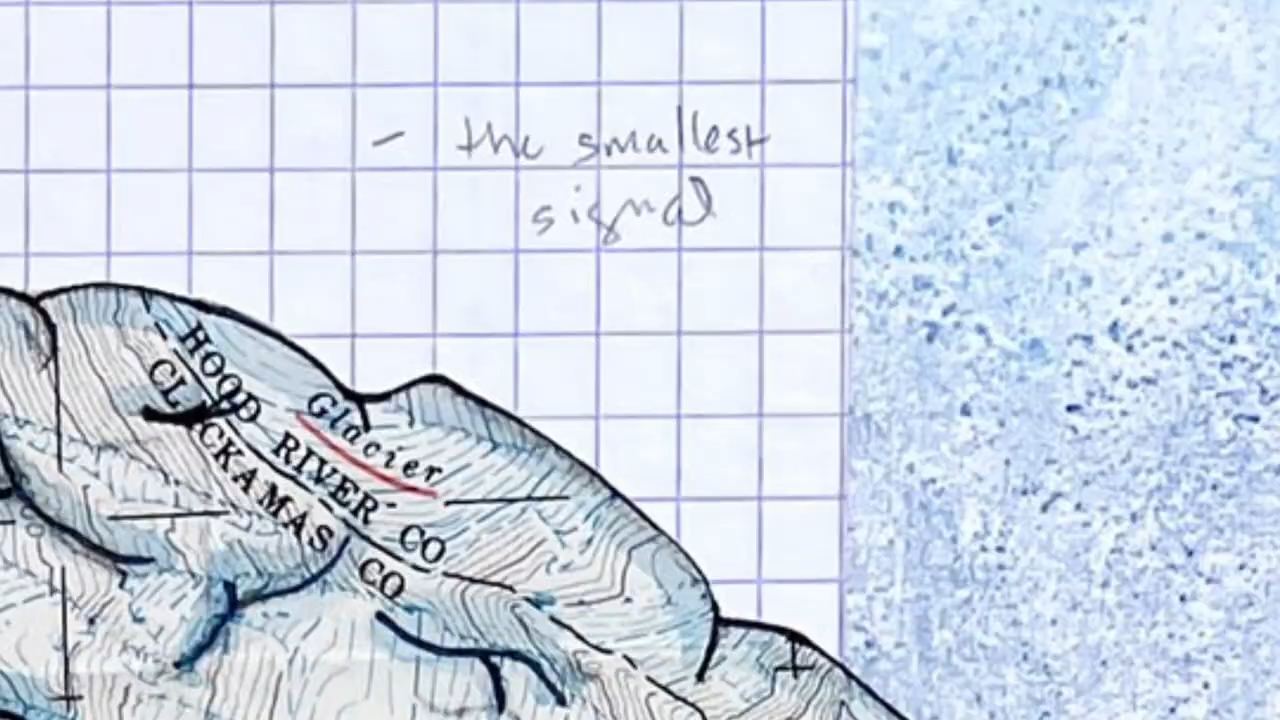 - the smallest
signal
Glacier
HOOD RIVER CO
CLACKAMAS CO